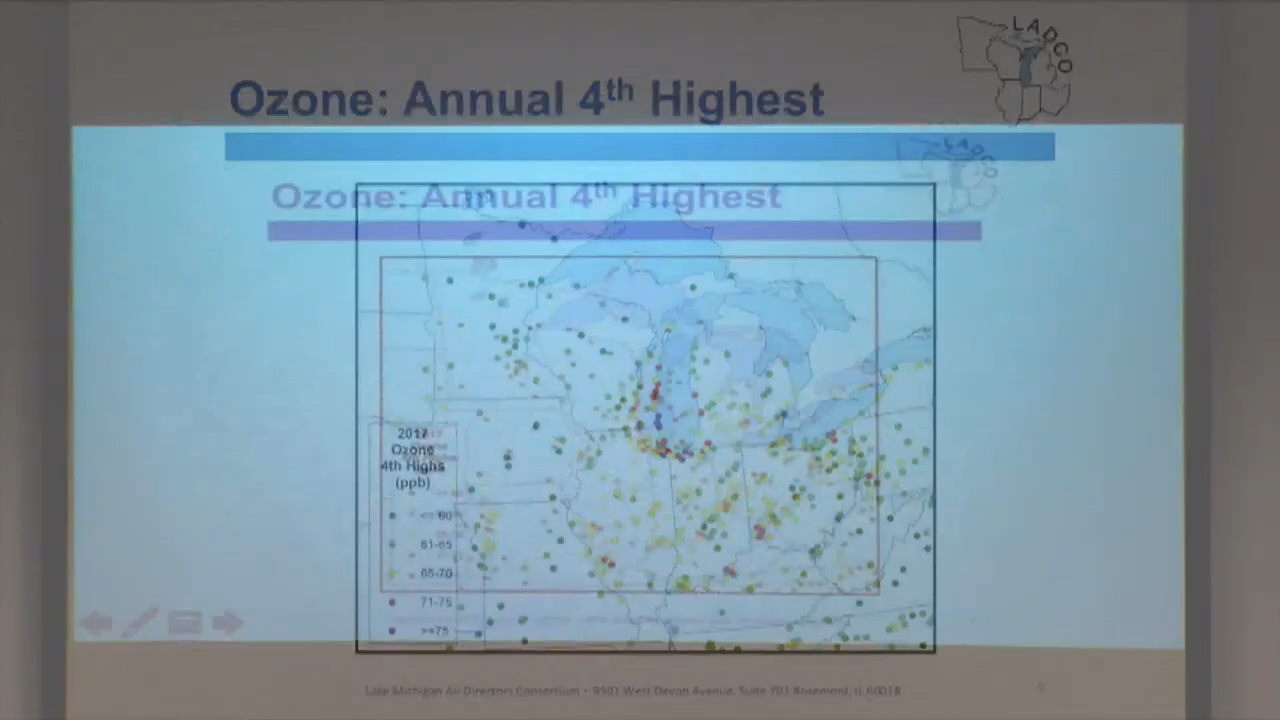 LADCO
Ozone: Annual 4th Highest
LADCO
Ozone: Annual 4th Highest
2017
Ozone
4th Highs
(ppb)
<= 60
61-65
65-70
71-75
>=75
Lake Michigan Air Directors Consortium • 9501 West Devon Avenue, Suite 701 Rosemont, IL 60018